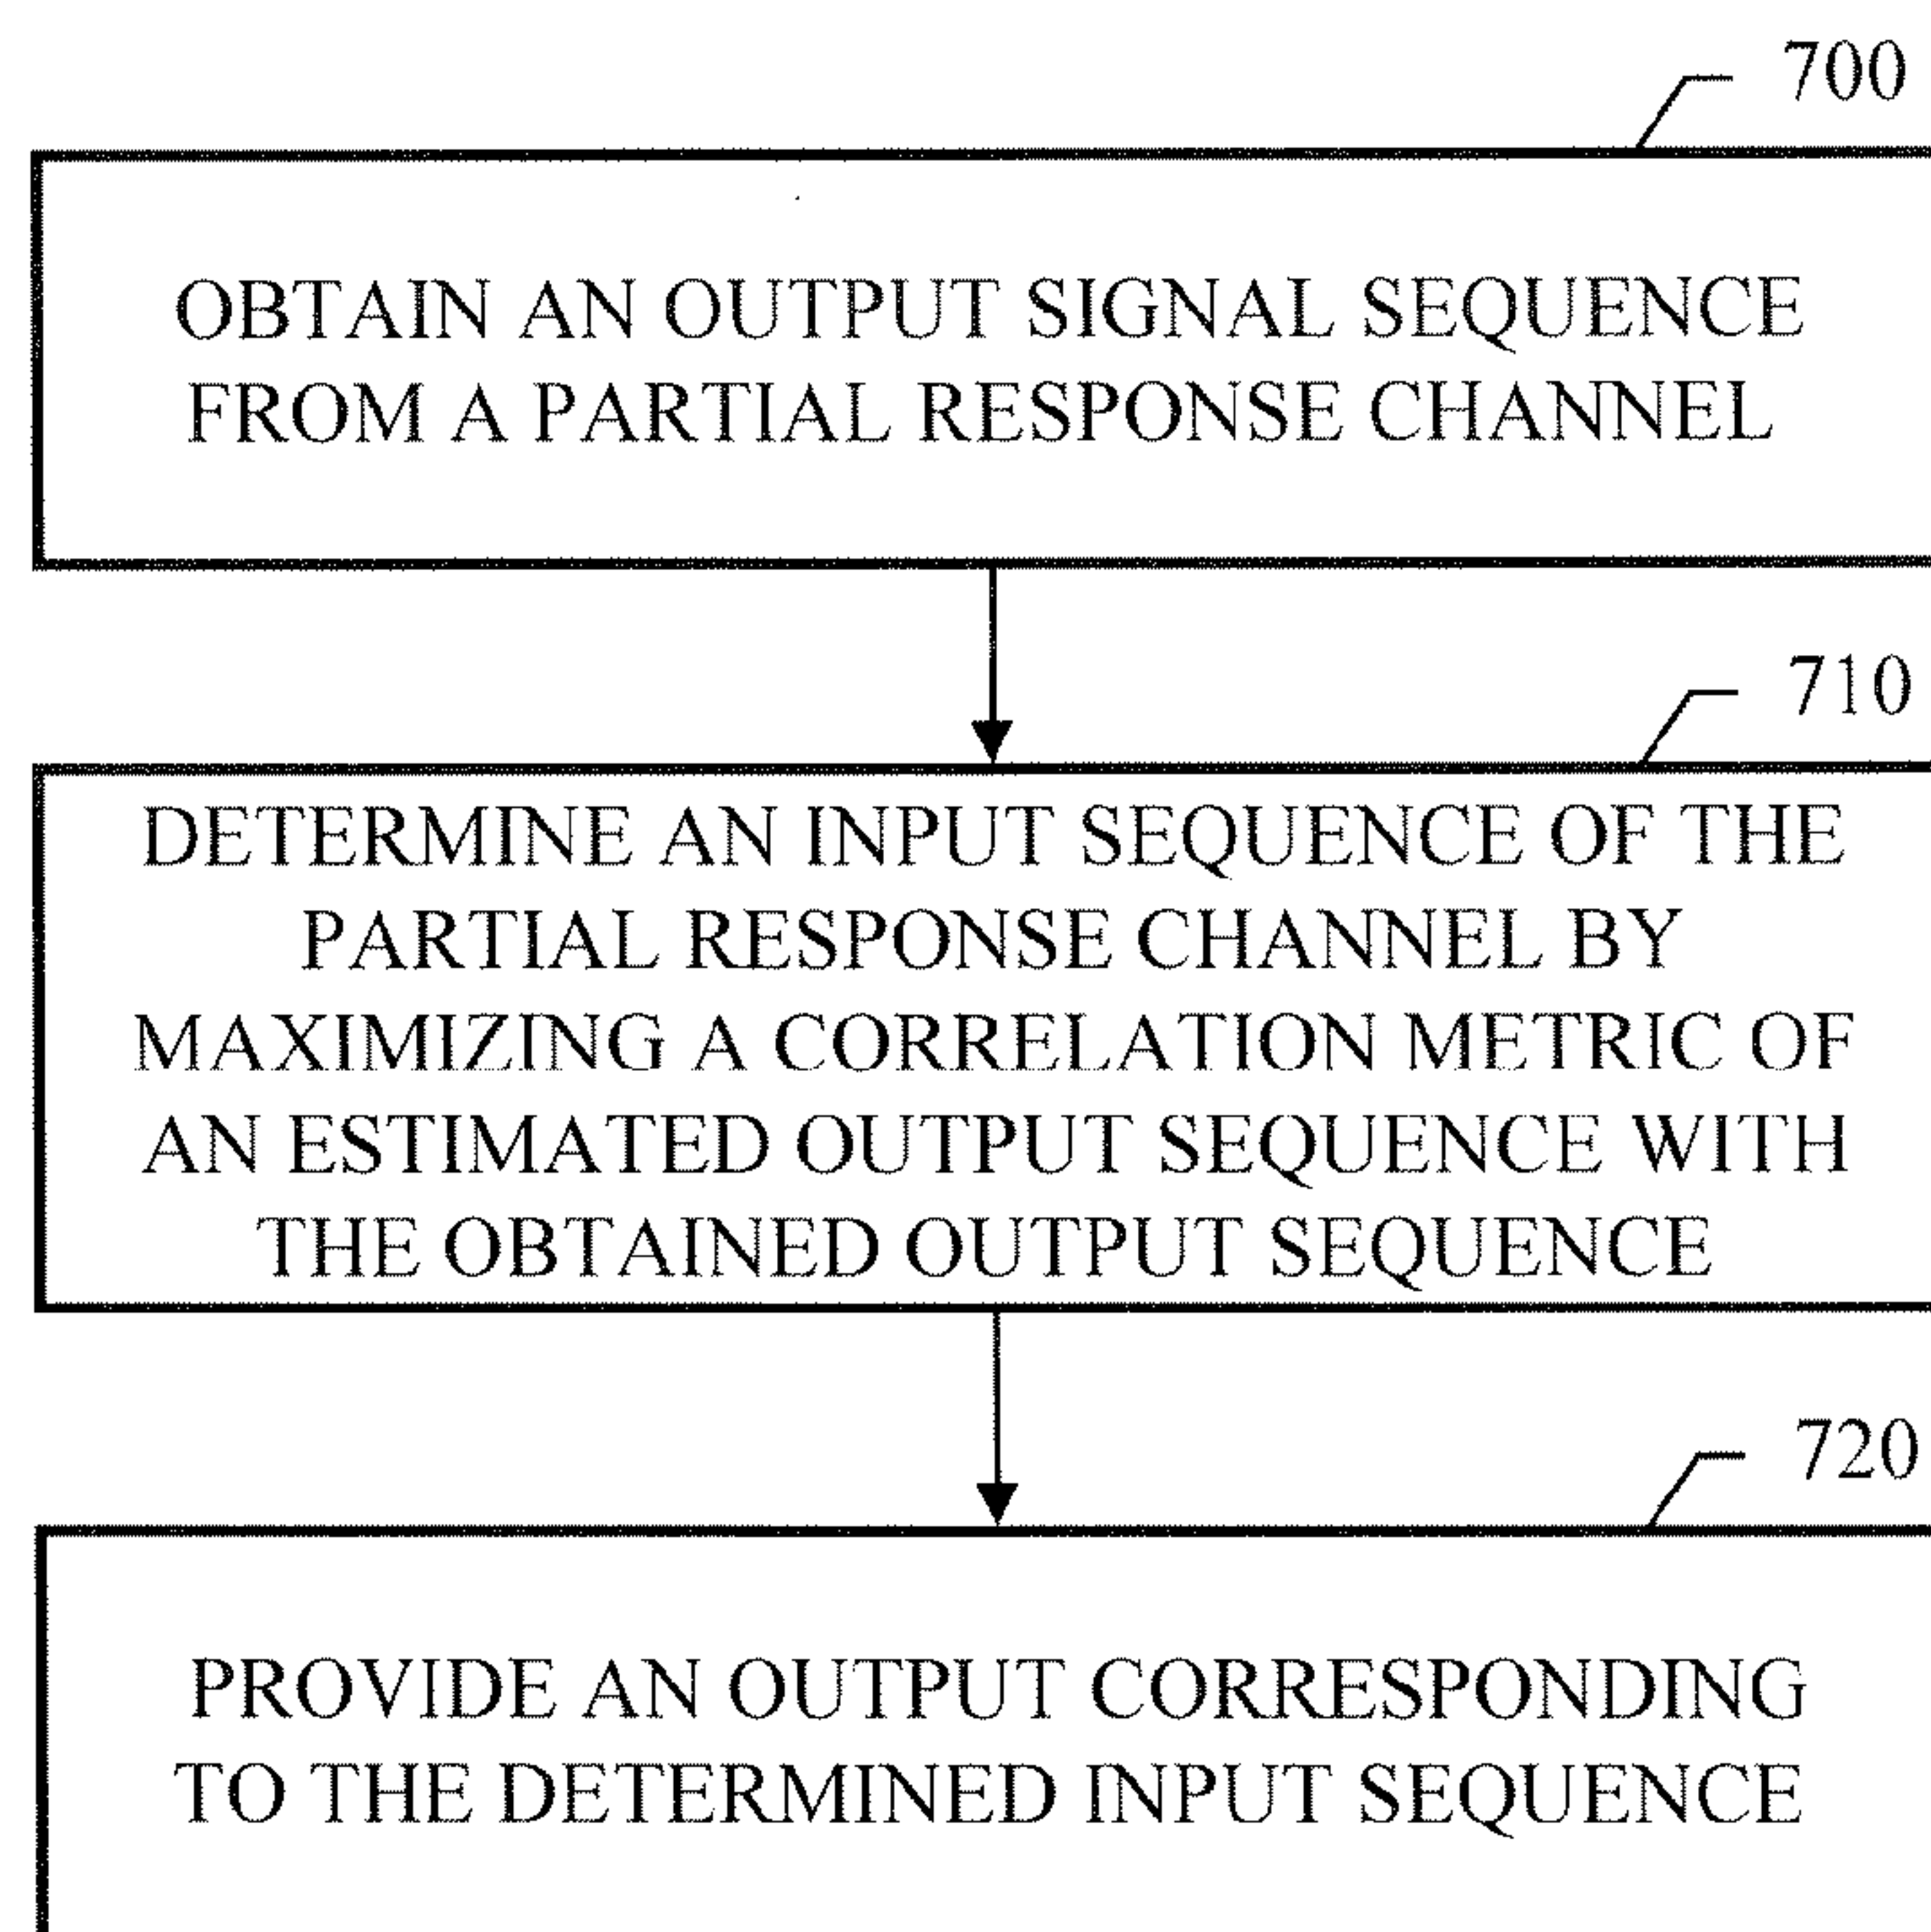 700
OBTAIN AN OUTPUT SIGNAL SEQUENCE
FROM A PARTIAL RESPONSE CHANNEL
710
DETERMINE AN INPUT SEQUENCE OF THE
PARTIAL RESPONSE CHANNEL BY
MAXIMIZING A CORRELATION METRIC OF
AN ESTIMATED OUTPUT SEQUENCE WITH
THE OBTAINED OUTPUT SEQUENCE
720
PROVIDE AN OUTPUT CORRESPONDING
TO THE DETERMINED INPUT SEQUENCE